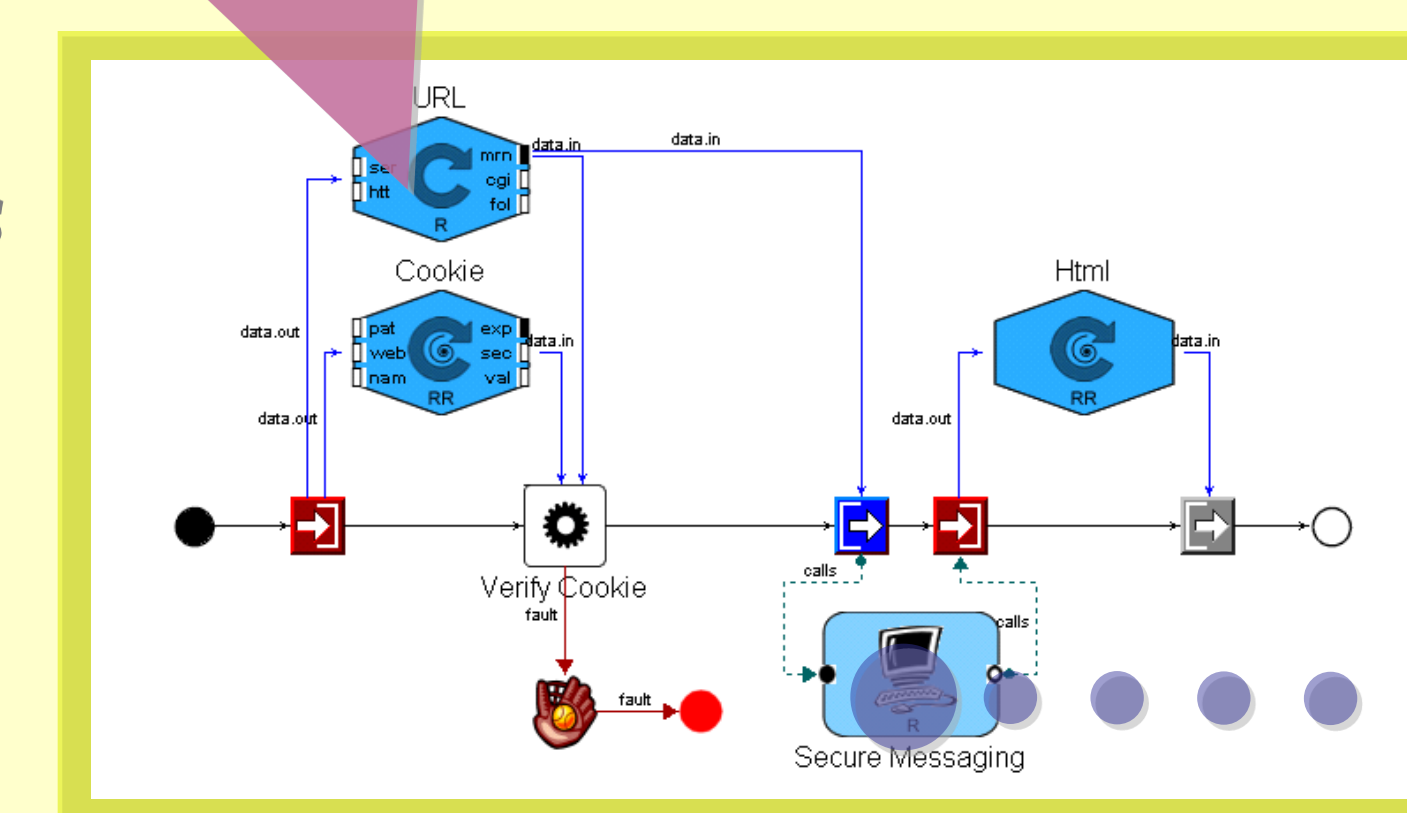 URL
data.in
data.in
ser
mrn
htt
cgi
fol
R
Cookie
Html
data.out
pat
exp
data.in
data.in
web
sec
nam
val
RR
RR
data.out
data.out
Verify Cookie
calls
fault
calls
fault
R
Secure Messaging